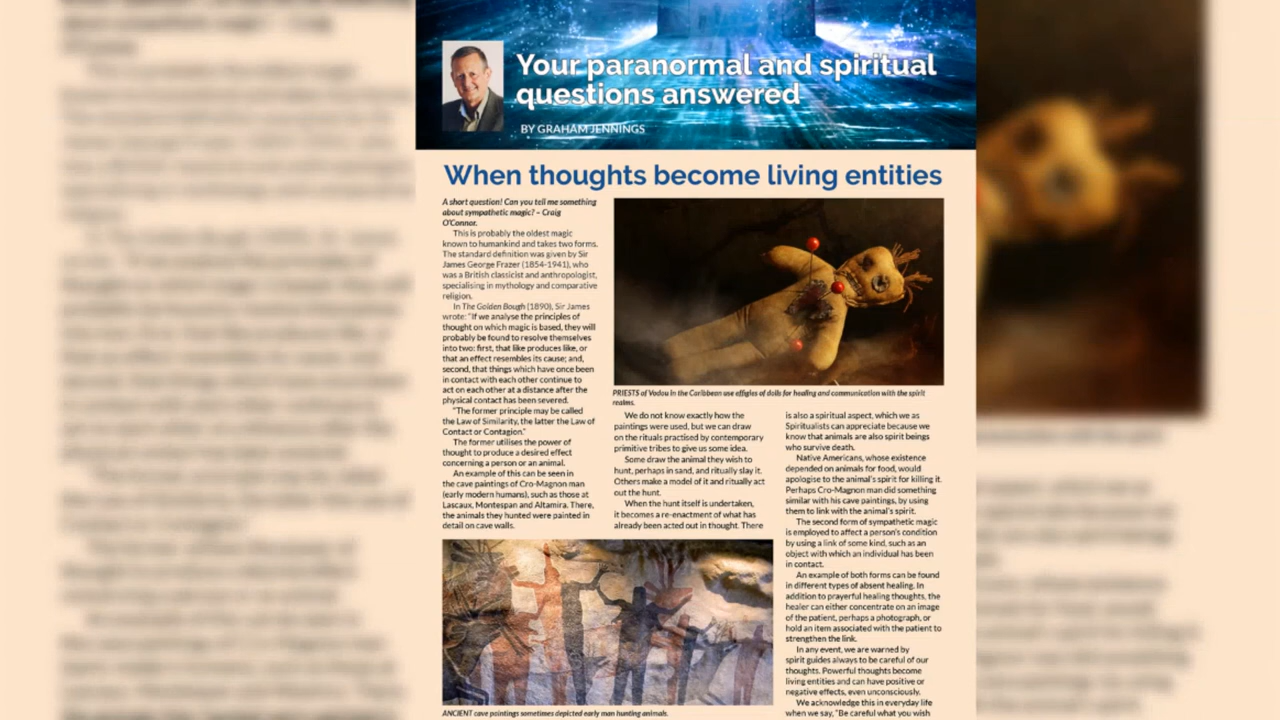 Your paranormal and spiritual
questions answered
BY GRAHAM JENNINGS
When thoughts become living entities
A short question! Can you tell me something
about sympathetic magic? – Craig
O'Connor.
This is probably the oldest magic
known to humankind and takes two forms.
The standard definition was given by Sir
James George Frazer (1854-1941), who
was a British classicist and anthropologist,
specialising in mythology and comparative
religion.
In The Golden Bough (1890), Sir James
wrote: "If we analyse the principles of
thought on which magic is based, they will
probably be found to resolve themselves
into two: first, that like produces like, or
that an effect resembles its cause; and,
second, that things which have once been
in contact with each other continue to
act on each other at a distance after the
physical contact has been severed.
"The former principle may be called
the Law of Similarity, the latter the Law of
Contact or Contagion."
The former utilises the power of
thought to produce a desired effect
concerning a person or an animal.
An example of this can be seen in
the cave paintings of Cro-Magnon man
(early modern humans), such as those at
Lascaux, Montespan and Altamira. There,
the animals they hunted were painted in
detail on cave walls.
PRIESTS of Vodou in the Caribbean use effigies of dolls for healing and communication with the spirit
realms.
We do not know exactly how the
paintings were used, but we can draw
on the rituals practised by contemporary
primitive tribes to give us some idea.
Some draw the animal they wish to
hunt, perhaps in sand, and ritually slay it.
Others make a model of it and ritually act
out the hunt.
When the hunt itself is undertaken,
it becomes a re-enactment of what has
already been acted out in thought. There
is also a spiritual aspect, which we as
Spiritualists can appreciate because we
know that animals are also spirit beings
who survive death.
Native Americans, whose existence
depended on animals for food, would
apologise to the animal's spirit for killing it.
Perhaps Cro-Magnon man did something
similar with his cave paintings, by using
them to link with the animal's spirit.
The second form of sympathetic magic
is employed to affect a person's condition
by using a link of some kind, such as an
object with which an individual has been
in contact.
An example of both forms can be found
in different types of absent healing. In
addition to prayerful healing thoughts, the
healer can either concentrate on an image
of the patient, perhaps a photograph, or
hold an item associated with the patient to
strengthen the link.
In any event, we are warned by
spirit guides always to be careful of our
thoughts. Powerful thoughts become
living entities and can have positive or
negative effects, even unconsciously.
We acknowledge this in everyday life
when we say, "Be careful what you wish
ANCIENT cave paintings sometimes depicted early man hunting animals.